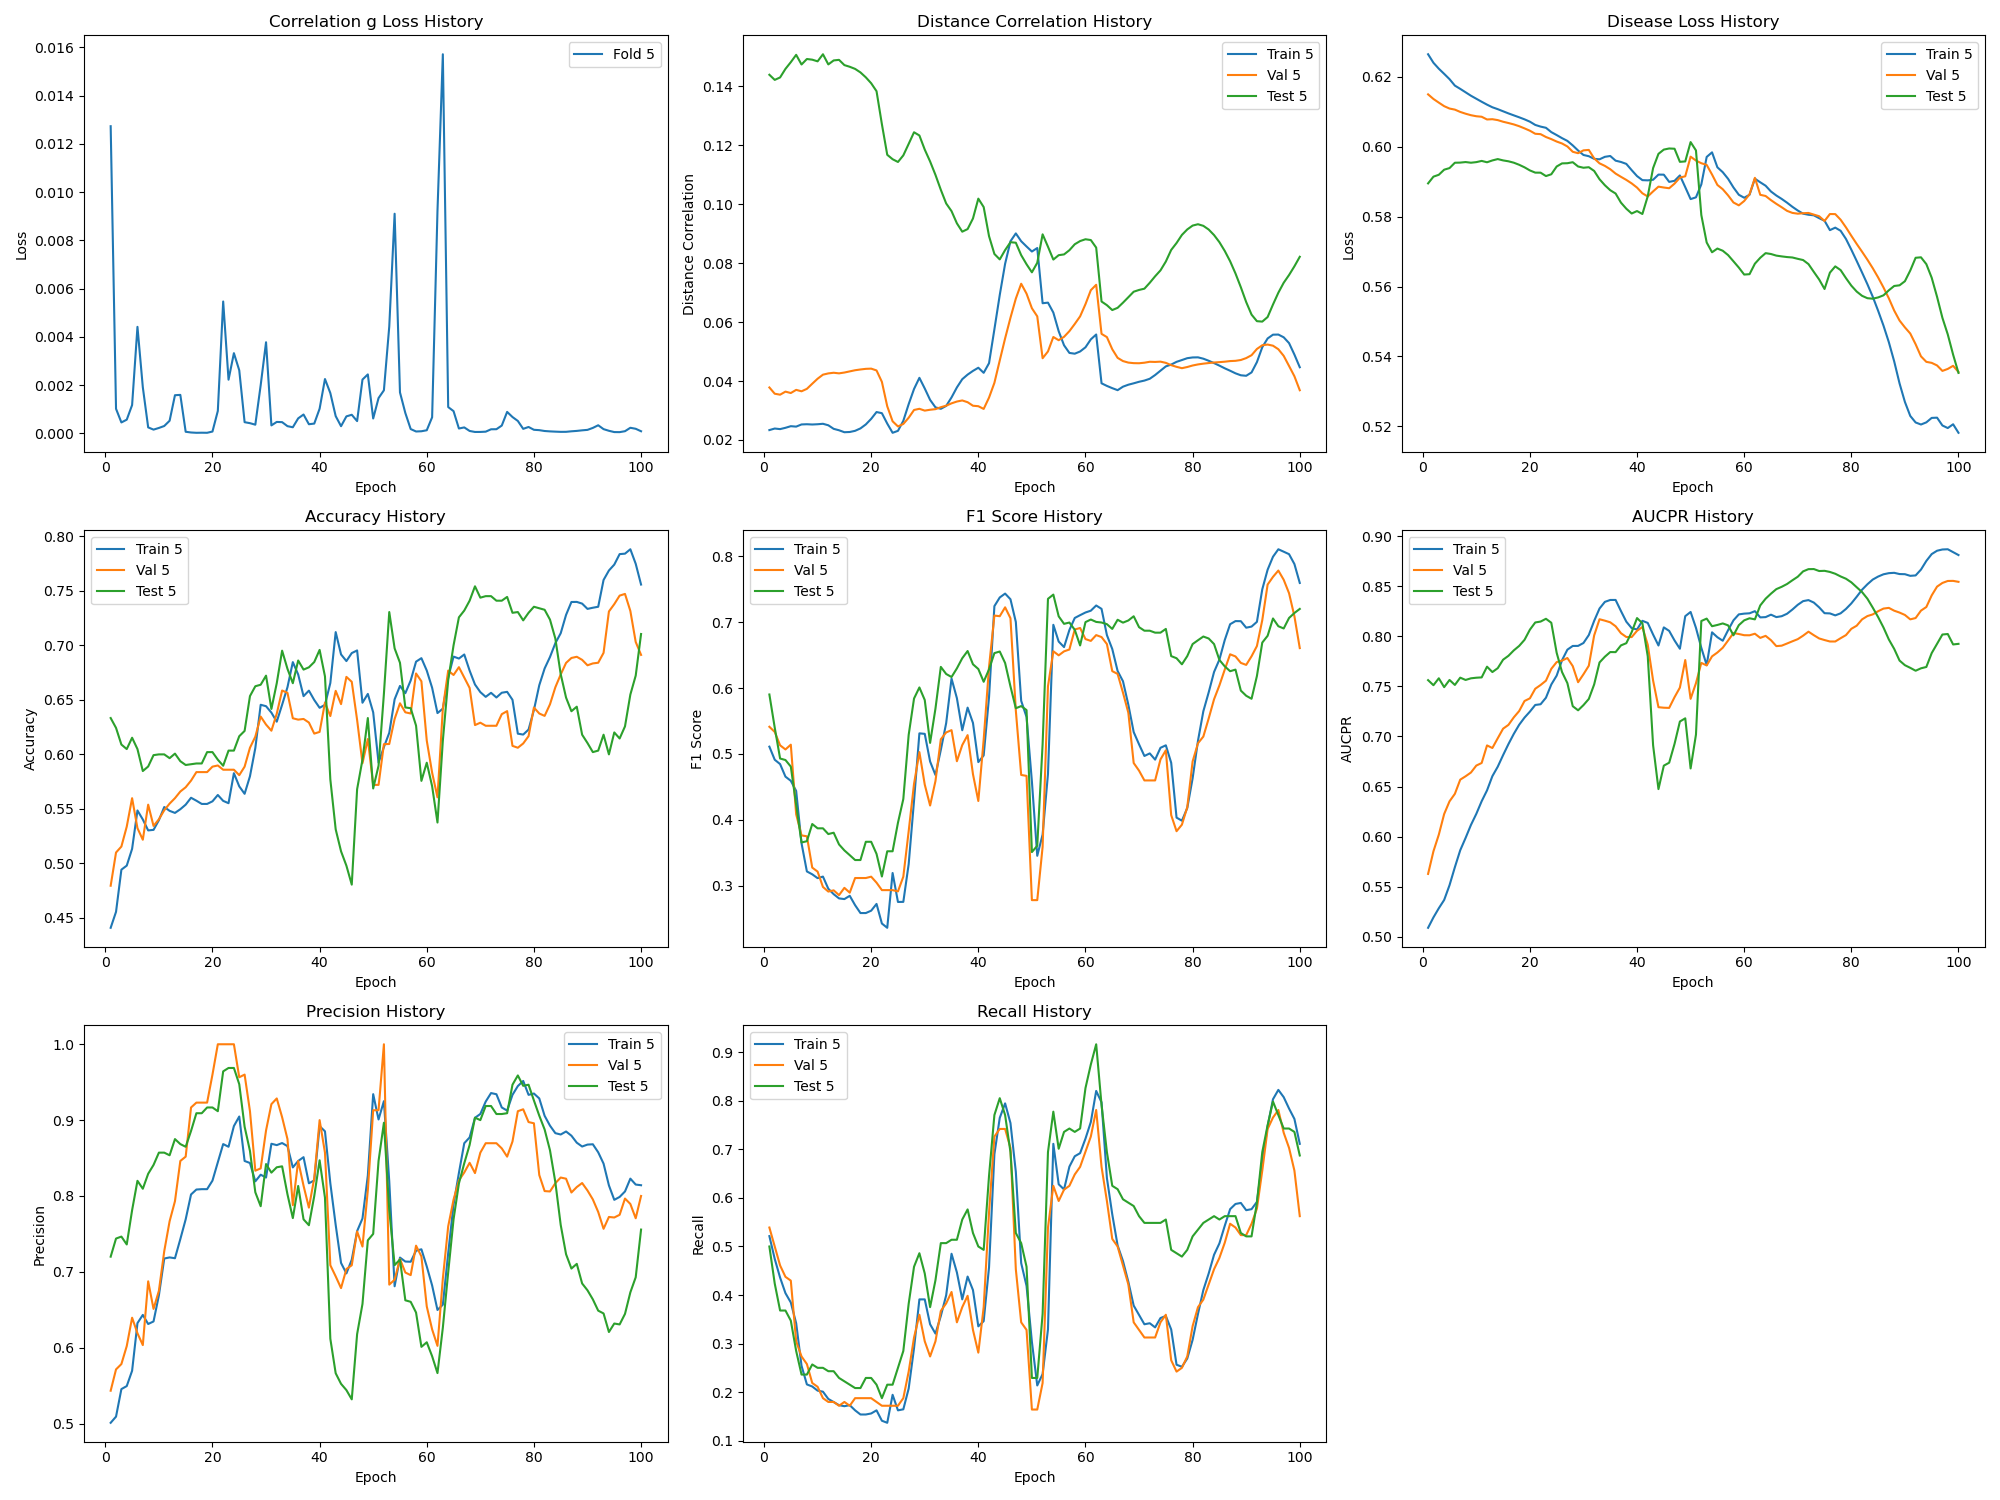 Correlation g Loss History
Fold 5
0.016
0.014
0.012
0.010
0.008
0.006
0.004
0.002
0.000
Loss
0 20 40 60 80 100
Epoch
Distance Correlation History
Train 5
Val 5
Test 5
0.14
0.12
0.10
0.08
0.06
0.04
0.02
Distance Correlation
0 20 40 60 80 100
Epoch
Disease Loss History
Train 5
Val 5
Test 5
0.62
0.60
0.58
0.56
0.54
0.52
Loss
0 20 40 60 80 100
Epoch
Accuracy History
Train 5
Val 5
Test 5
0.80
0.75
0.70
0.65
0.60
0.55
0.50
0.45
Accuracy
0 20 40 60 80 100
Epoch
F1 Score History
Train 5
Val 5
Test 5
0.8
0.7
0.6
0.5
0.4
0.3
F1 Score
0 20 40 60 80 100
Epoch
AUCPR History
Train 5
Val 5
Test 5
0.90
0.85
0.80
0.75
0.70
0.65
0.60
0.55
0.50
AUCPR
0 20 40 60 80 100
Epoch
Precision History
Train 5
Val 5
Test 5
1.0
0.9
0.8
0.7
0.6
0.5
Precision
0 20 40 60 80 100
Epoch
Recall History
Train 5
Val 5
Test 5
0.9
0.8
0.7
0.6
0.5
0.4
0.3
0.2
0.1
Recall
0 20 40 60 80 100
Epoch